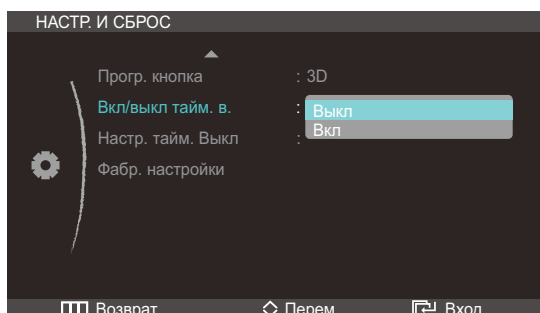 НАСТР. И СБРОС
Прогр. кнопка : 3D
Вкл/выкл тайм. в. : Выкл
Вкл
Настр. тайм. Выкл :
Фабр. настройки
Возврат Перем. Вход